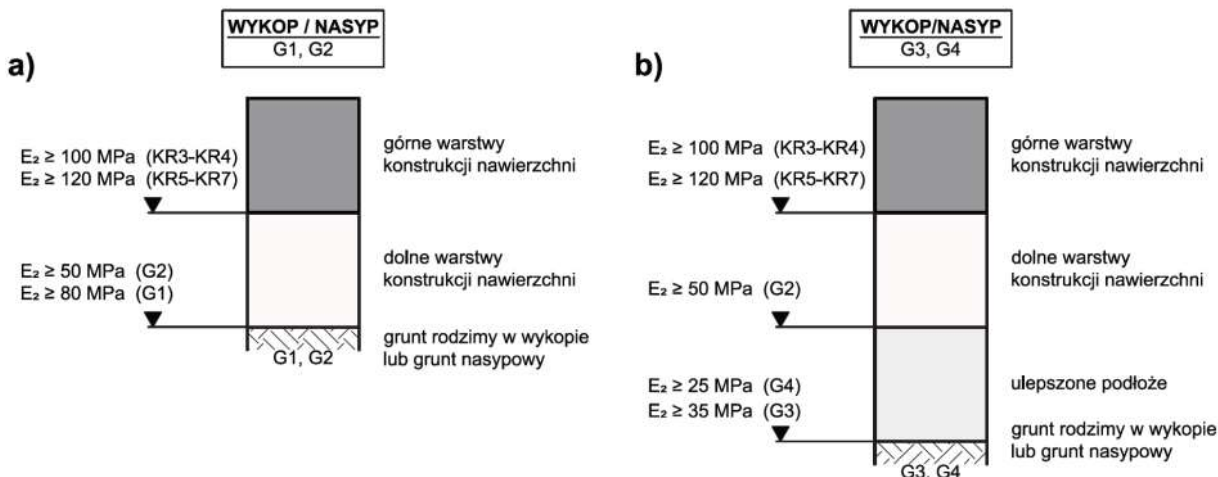 a)
WYKOP / NASYP
G1, G2
E₂ ≥ 100 MPa (KR3-KR4)
E₂ ≥ 120 MPa (KR5-KR7)
górne warstwy
konstrukcji nawierzchni
E₂ ≥ 50 MPa (G2)
E₂ ≥ 80 MPa (G1)
dolne warstwy
konstrukcji nawierzchni
grunt rodzimy w wykopie
lub grunt nasypowy
G1, G2
b)
WYKOP/NASYP
G3, G4
E₂ ≥ 100 MPa (KR3-KR4)
E₂ ≥ 120 MPa (KR5-KR7)
górne warstwy
konstrukcji nawierzchni
E₂ ≥ 50 MPa (G2)
dolne warstwy
konstrukcji nawierzchni
E₂ ≥ 25 MPa (G4)
E₂ ≥ 35 MPa (G3)
ulepszone podłoże
grunt rodzimy w wykopie
lub grunt nasypowy
G3, G4